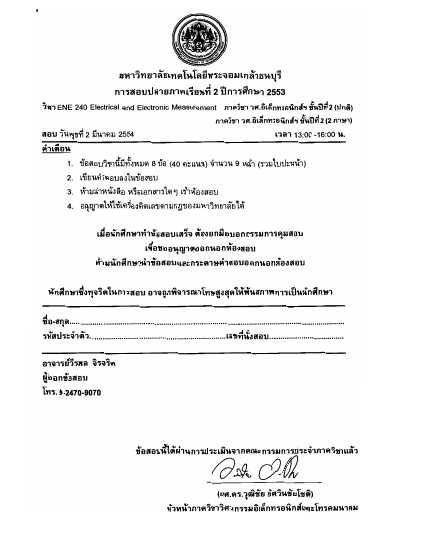 มหาวิทยาลัยเทคโนโลยีพระจอมเกล้าธนบุรี
การสอบปลายภาคเรียนที่ 2 ปีการศึกษา 2553
วิชา ENE 240 Electrical and Electronic Measurement ภาควิชา วศ.อิเล็กทรอนิกส์ฯ ชั้นปีที่ 2 (ปกติ)
ภาควิชา วศ.อิเล็กทรอนิกส์ฯ ชั้นปีที่ 2 (2 ภาษา)
สอบ วันพุธที่ 2 มีนาคม 2554 เวลา 13:00 -16:00 น.
คำเตือน
1. ข้อสอบวิชานี้มีทั้งหมด 8 ข้อ (40 คะแนน) จำนวน 9 หน้า (รวมใบปะหน้า)
2. เขียนคำตอบลงในข้อสอบ
3. ห้ามนำหนังสือ หรือเอกสารใดๆ เข้าห้องสอบ
4. อนุญาตให้ใช้เครื่องคิดเลขตามกฎของมหาวิทยาลัยได้
เมื่อนักศึกษาทำข้อสอบเสร็จ ต้องยกมือบอกกรรมการคุมสอบ
เพื่อขออนุญาตออกนอกห้องสอบ
ห้ามนักศึกษานำข้อสอบและกระดาษคำตอบออกนอกห้องสอบ
นักศึกษาซึ่งทุจริตในการสอบ อาจถูกพิจารณาโทษสูงสุดให้พ้นสภาพการเป็นนักศึกษา
ชื่อ-สกุล
รหัสประจำตัว เลขที่นั่งสอบ
อาจารย์วีรพล จิรจริต
ผู้ออกข้อสอบ
โทร. 0-2470-9070
ข้อสอบนี้ได้ผ่านการประเมินจากคณะกรรมการประจำภาควิชาแล้ว
(ผศ.ดร.วุฒิชัย อัศวินชัยโชติ)
หัวหน้าภาควิชาวิศวกรรมอิเล็กทรอนิกส์และโทรคมนาคม